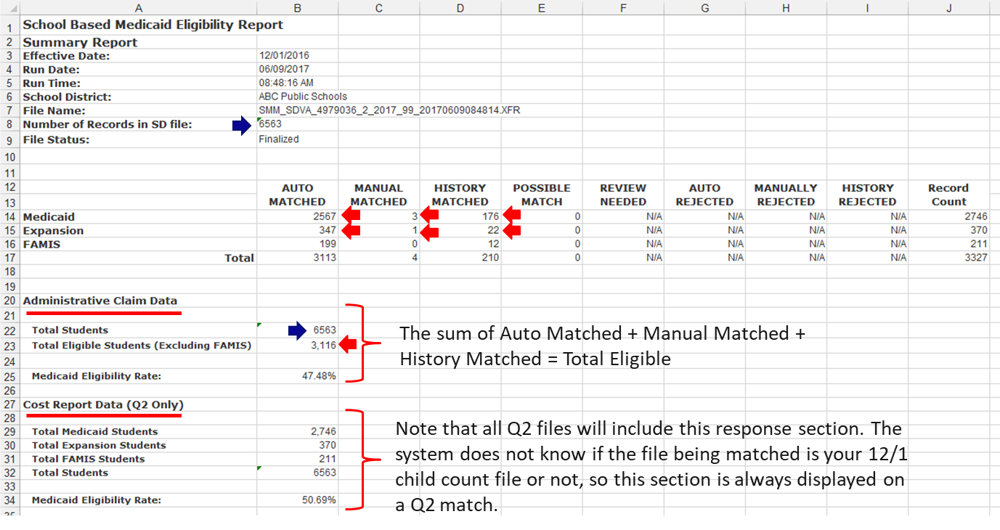 A B C D E F G H I J
1 School Based Medicaid Eligibility Report
2 Summary Report
3 Effective Date: 12/01/2016
4 Run Date: 06/09/2017
5 Run Time: 08:48:16 AM
6 School District: ABC Public Schools
7 File Name: SMM_SDVA_4979036_2_2017_99_20170609084814.XFR
8 Number of Records in SD file: 6563
9 File Status: Finalized
10
11
12 AUTO MANUAL HISTORY POSSIBLE REVIEW AUTO MANUALLY HISTORY Record
13 MATCHED MATCHED MATCHED MATCH NEEDED REJECTED REJECTED REJECTED Count
14 Medicaid 2567 3 176 0 N/A N/A N/A N/A 2746
15 Expansion 347 1 22 0 N/A N/A N/A N/A 370
16 FAMIS 199 0 12 0 N/A N/A N/A N/A 211
17 Total 3113 4 210 0 N/A N/A N/A N/A 3327
18
19
20 Administrative Claim Data
21
22 Total Students 6563
23 Total Eligible Students (Excluding FAMIS) 3,116
24
25 Medicaid Eligibility Rate: 47.48%
The sum of Auto Matched + Manual Matched +
History Matched = Total Eligible
26
27 Cost Report Data (Q2 Only)
28
29 Total Medicaid Students 2,746
30 Total Expansion Students 370
31 Total FAMIS Students 211
32 Total Students 6563
33
34 Medicaid Eligibility Rate: 50.69%
Note that all Q2 files will include this response section. The
system does not know if the file being matched is your 12/1
child count file or not, so this section is always displayed on
a Q2 match.